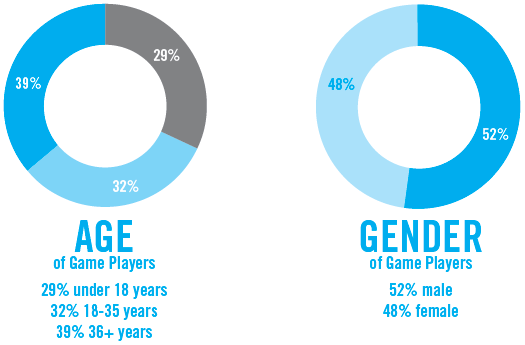 39%
29%
32%
48%
52%
AGE
of Game Players
29% under 18 years
32% 18-35 years
39% 36+ years
GENDER
of Game Players
52% male
48% female